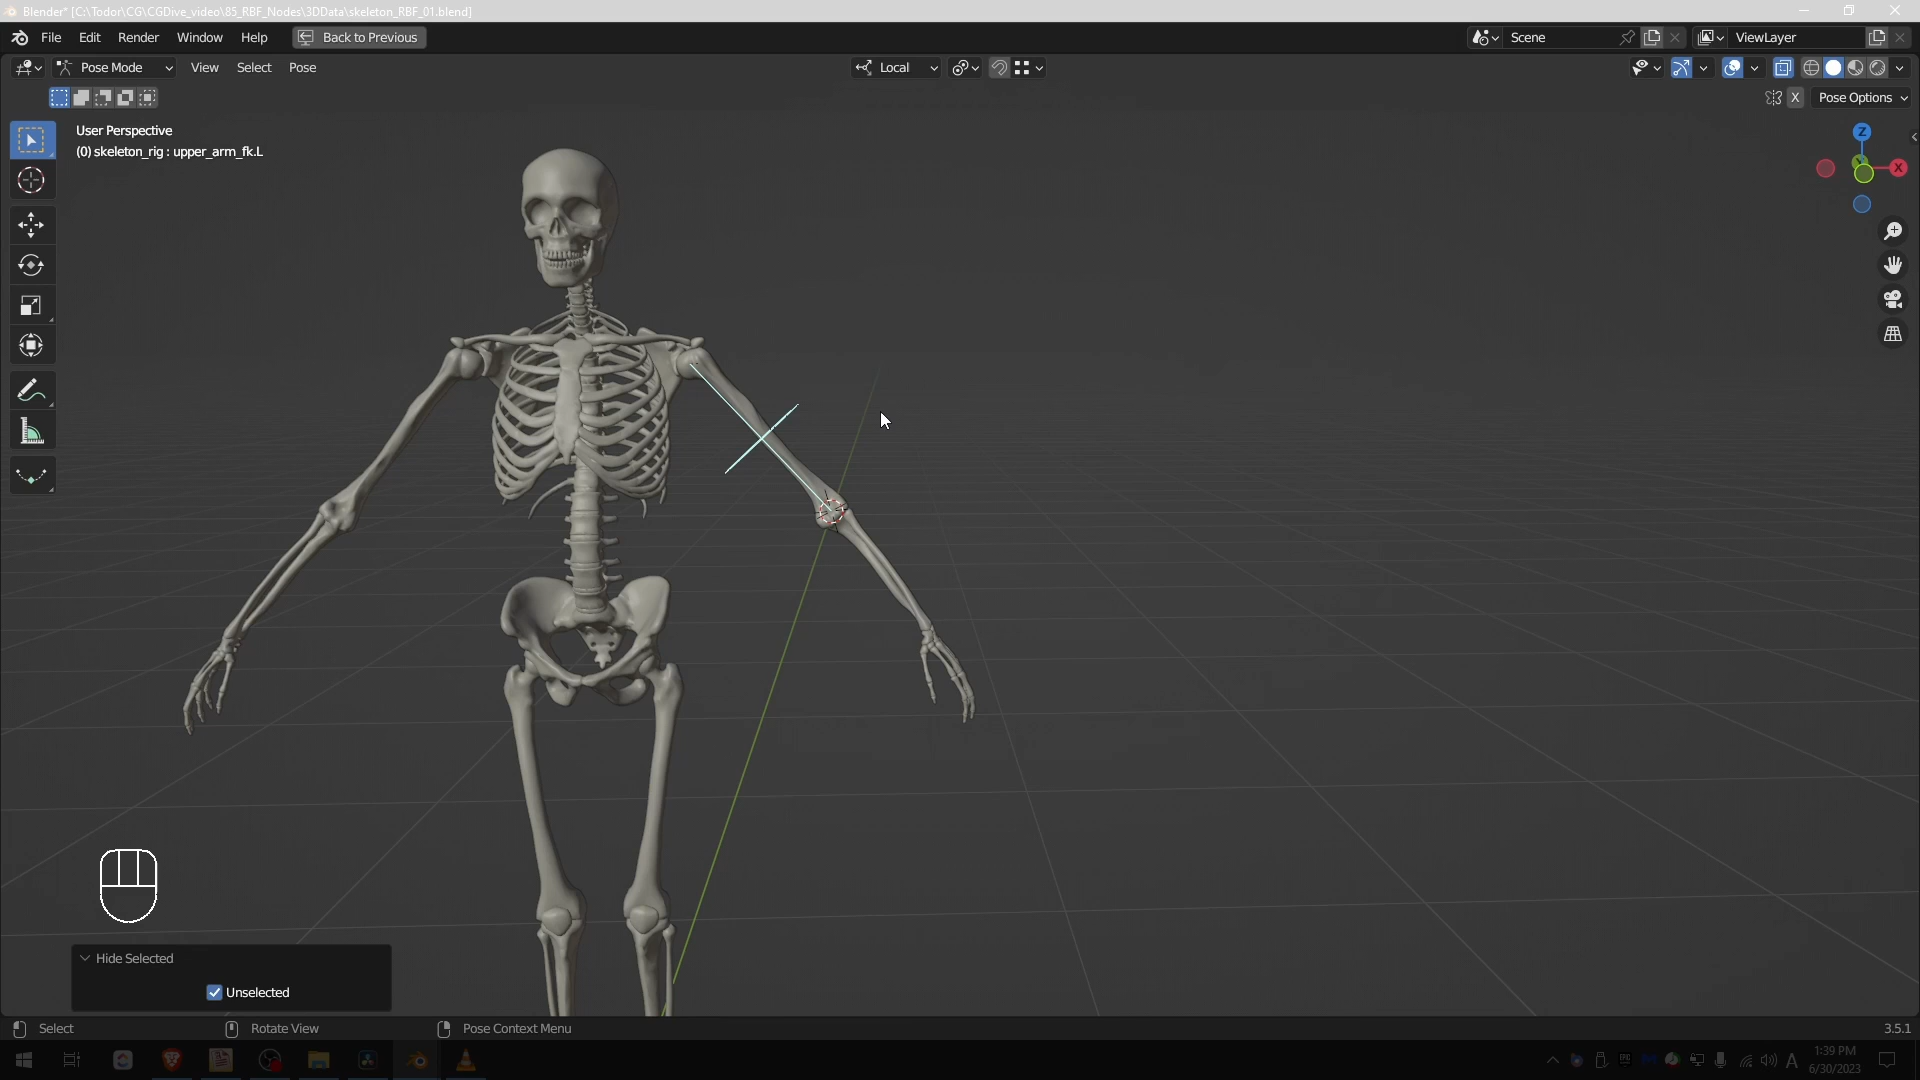 Blender* [C:\Todor\CG\CGDive_video\85_RBF_Nodes\3DData\skeleton_RBF_01.blend]
File Edit Render Window Help Back to Previous Scene ViewLayer
Pose Mode View Select Pose Local
X Pose Options
User Perspective
(0) skeleton_rig : upper_arm_fk.L
Z
X
Hide Selected
Unselected
Select Rotate View Pose Context Menu 3.5.1
A 1:39 PM
6/30/2023